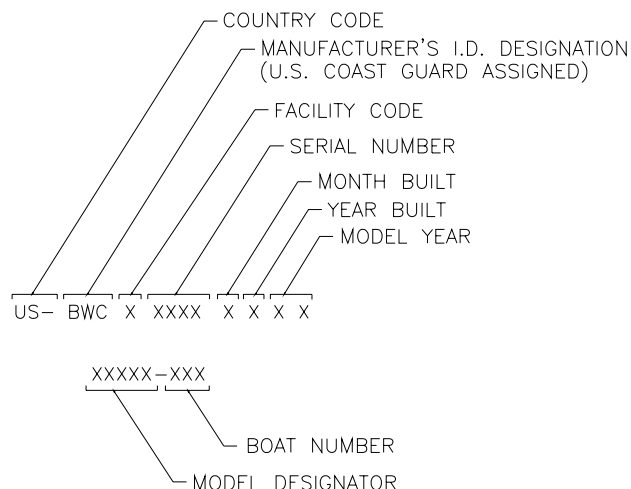 COUNTRY CODE
MANUFACTURER'S I.D. DESIGNATION
(U.S. COAST GUARD ASSIGNED)
FACILITY CODE
SERIAL NUMBER
MONTH BUILT
YEAR BUILT
MODEL YEAR
US- BWC X XXXX X X X X
XXXXX-XXX
BOAT NUMBER
MODEL DESIGNATOR